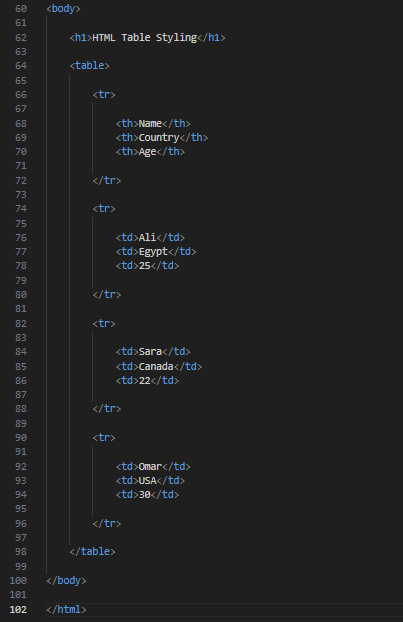 60 <body>
61
62 <h1>HTML Table Styling</h1>
63
64 <table>
65
66 <tr>
67
68 <th>Name</th>
69 <th>Country</th>
70 <th>Age</th>
71
72 </tr>
73
74 <tr>
75
76 <td>Ali</td>
77 <td>Egypt</td>
78 <td>25</td>
79
80 </tr>
81
82 <tr>
83
84 <td>Sara</td>
85 <td>Canada</td>
86 <td>22</td>
87
88 </tr>
89
90 <tr>
91
92 <td>Omar</td>
93 <td>USA</td>
94 <td>30</td>
95
96 </tr>
97
98 </table>
99
100 </body>
101
102 </html>